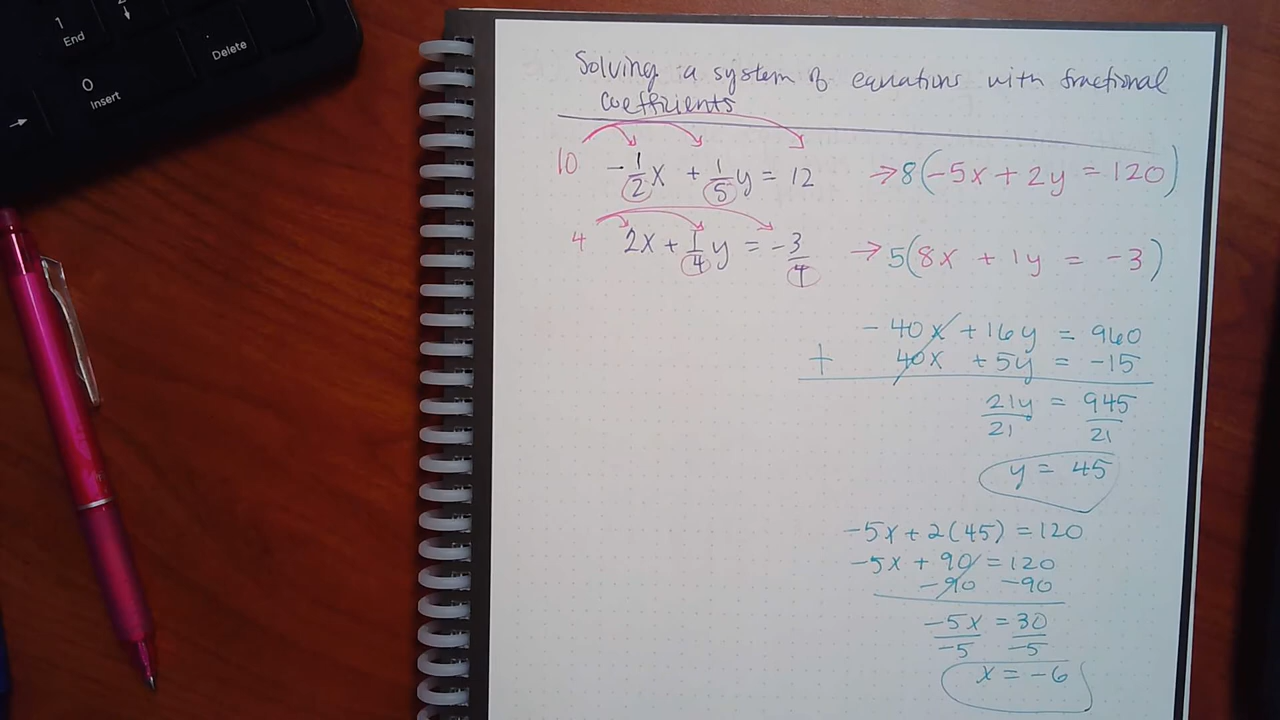 1
End
Delete
0
Insert
Solving a system of equations with fractional
coefficients
10 -1/2x + 1/5y = 12 → 8(-5x + 2y = 120)
4 2x + 1/4y = -3/4 → 5(8x + 1y = -3)
-40x + 16y = 960
+ 40x + 5y = -15
21y = 945
21 21
y = 45
-5x + 2(45) = 120
-5x + 90 = 120
-90 -90
-5x = 30
-5 -5
x = -6